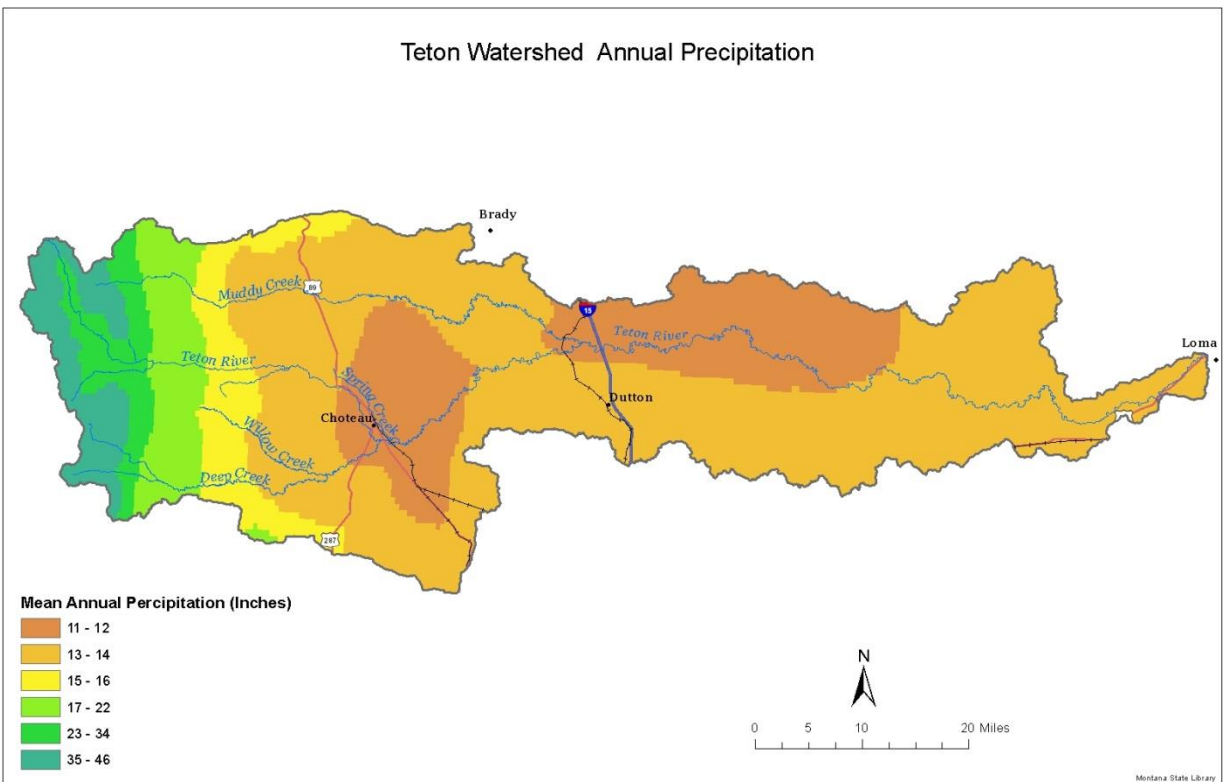 Teton Watershed Annual Precipitation
Brady
Muddy Creek
89
15
Teton River
Loma
Teton River
Spring Creek
Dutton
Choteau
Willow Creek
Deep Creek
287
Mean Annual Percipitation (Inches)
11 - 12
13 - 14
15 - 16
17 - 22
23 - 34
35 - 46
N
0 5 10 20 Miles
Montana State Library